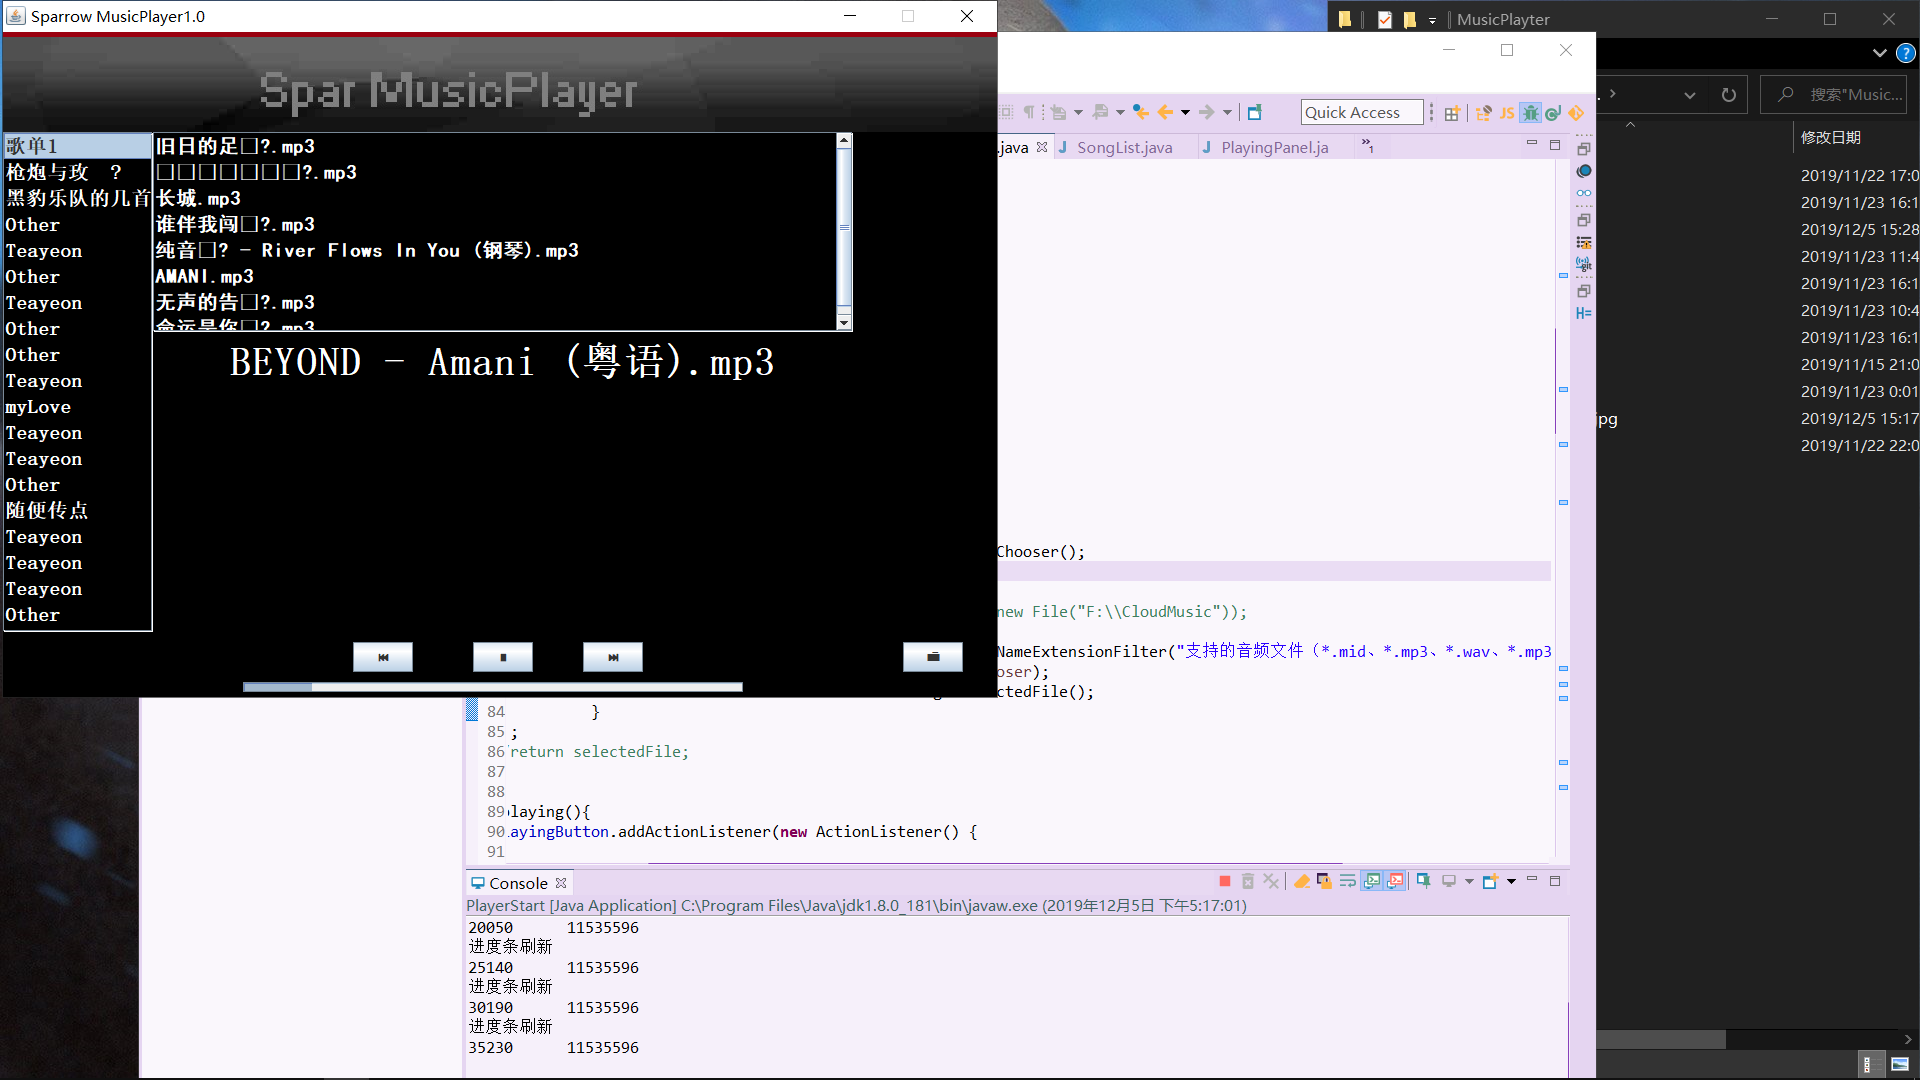 Sparrow MusicPlayer1.0
Spar MusicPlayer
歌单1
枪炮与玫 ?
黑豹乐队的几首
Other
Teayeon
Other
Teayeon
Other
Other
Teayeon
myLove
Teayeon
Teayeon
Other
随便传点
Teayeon
Teayeon
Teayeon
Other
旧日的足□?.mp3
□□□□□□□?.mp3
长城.mp3
谁伴我闯□?.mp3
纯音□? - River Flows In You (钢琴).mp3
AMANI.mp3
无声的告□?.mp3
命运是你□?.mp3
BEYOND - Amani (粤语).mp3
MusicPlayter
搜索"Music...
修改日期
2019/11/22 17:0
2019/11/23 16:1
2019/12/5 15:28
2019/11/23 11:4
2019/11/23 16:1
2019/11/23 10:4
2019/11/23 16:1
2019/11/15 21:0
2019/11/23 0:01
jpg 2019/12/5 15:17
2019/11/22 22:0
Quick Access
JS
.java
SongList.java
PlayingPanel.ja
»1
Chooser();
new File("F:\\CloudMusic"));
NameExtensionFilter("支持的音频文件（*.mid、*.mp3、*.wav、*.mp3
oser);
ctedFile();
84 }
85 ;
86 return selectedFile;
87
88
89 laying(){
90 ayingButton.addActionListener(new ActionListener() {
91
Console
PlayerStart [Java Application] C:\Program Files\Java\jdk1.8.0_181\bin\javaw.exe (2019年12月5日 下午5:17:01)
20050 11535596
进度条刷新
25140 11535596
进度条刷新
30190 11535596
进度条刷新
35230 11535596